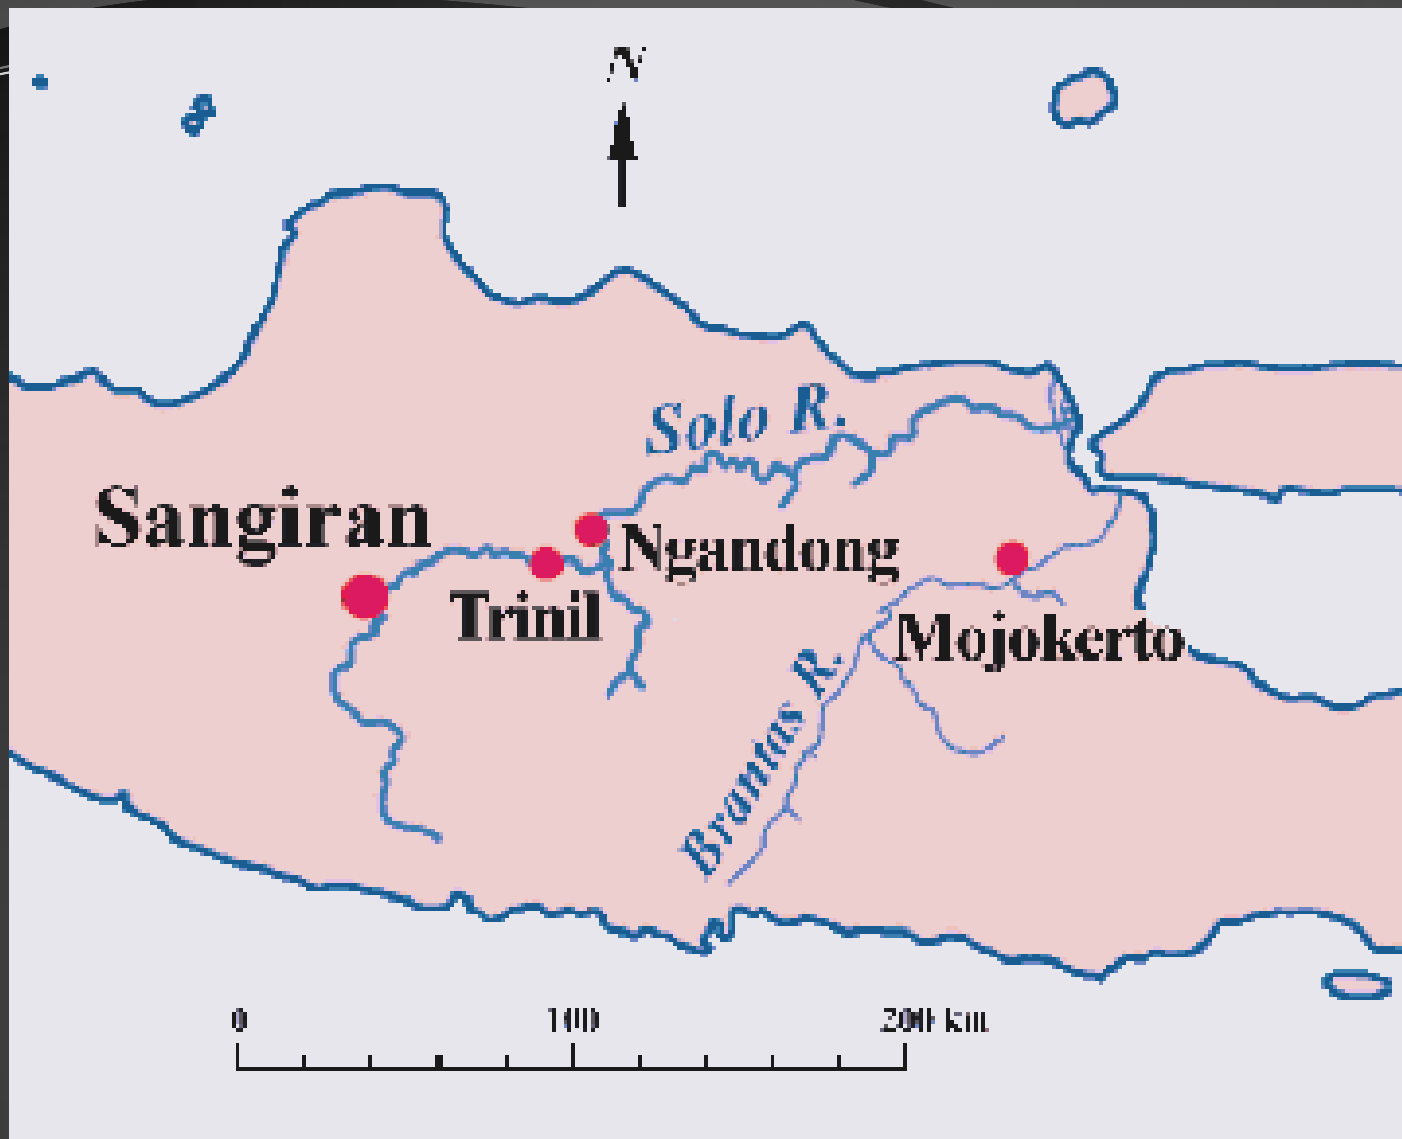 N
Solo R.
Sangiran
Ngandong
Trinil
Mojokerto
Brantas R.
0 100 200 km